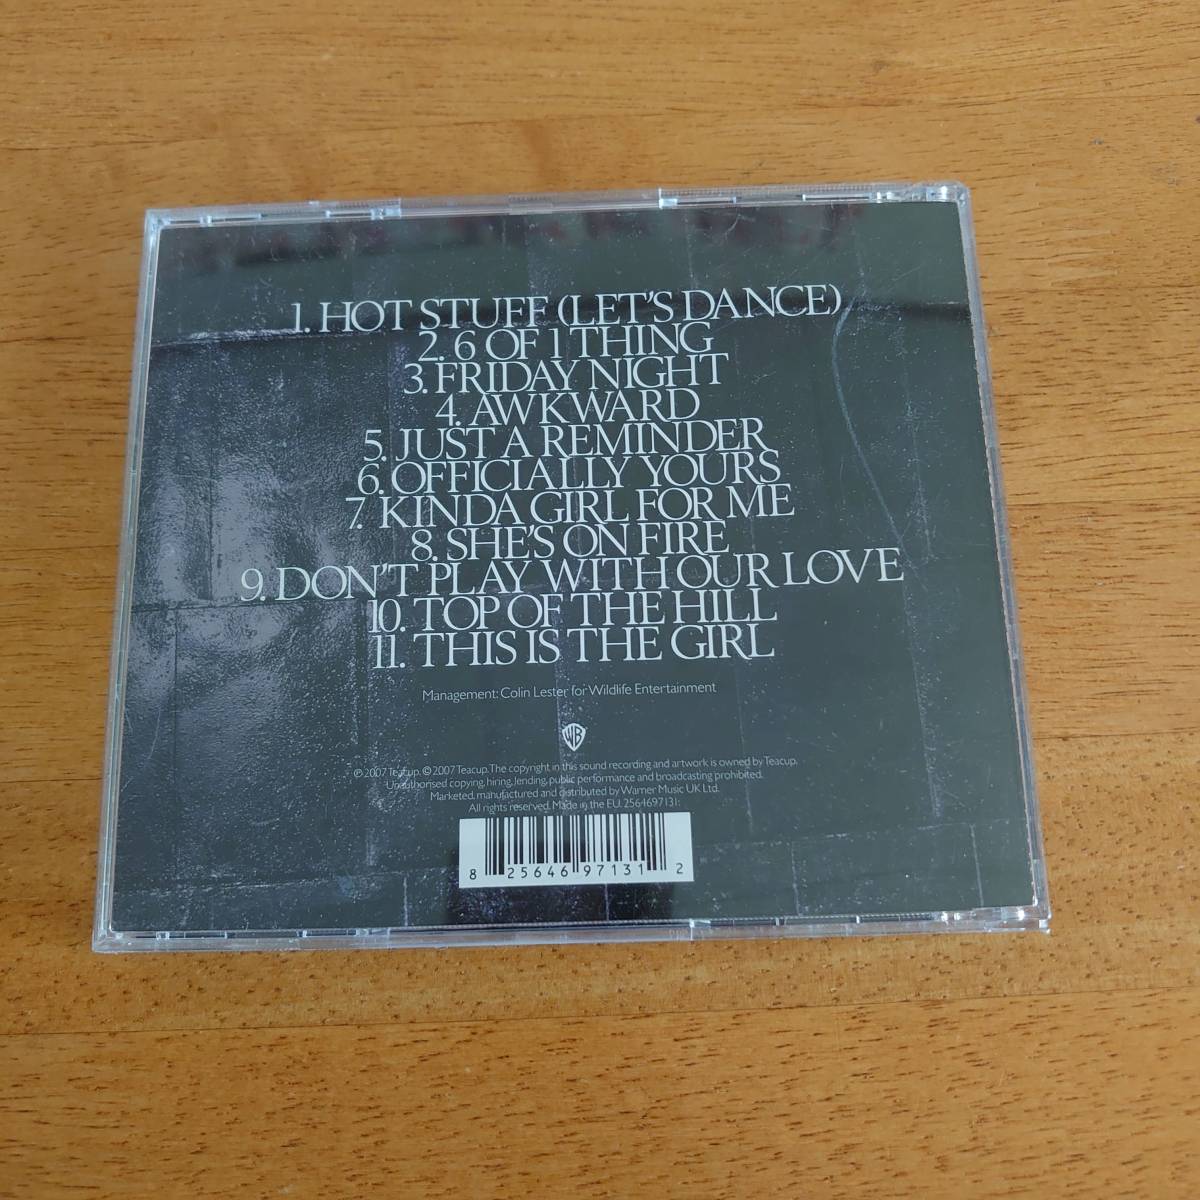 1. HOT STUFF (LET'S DANCE)
2. 6 OF 1 THING
3. FRIDAY NIGHT
4. AWKWARD
5. JUST A REMINDER
6. OFFICIALLY YOURS
7. KINDA GIRL FOR ME
8. SHE'S ON FIRE
9. DON'T PLAY WITH OUR LOVE
10. TOP OF THE HILL
11. THIS IS THE GIRL
Management: Colin Lester for Wildlife Entertainment
WB
℗ 2007 Teacup. © 2007 Teacup. The copyright in this sound recording and artwork is owned by Teacup.
Unauthorised copying, hiring, lending, public performance and broadcasting prohibited.
Marketed, manufactured and distributed by Warner Music UK Ltd.
All rights reserved. Made in the EU. 2564697131:
8 25646 97131 2